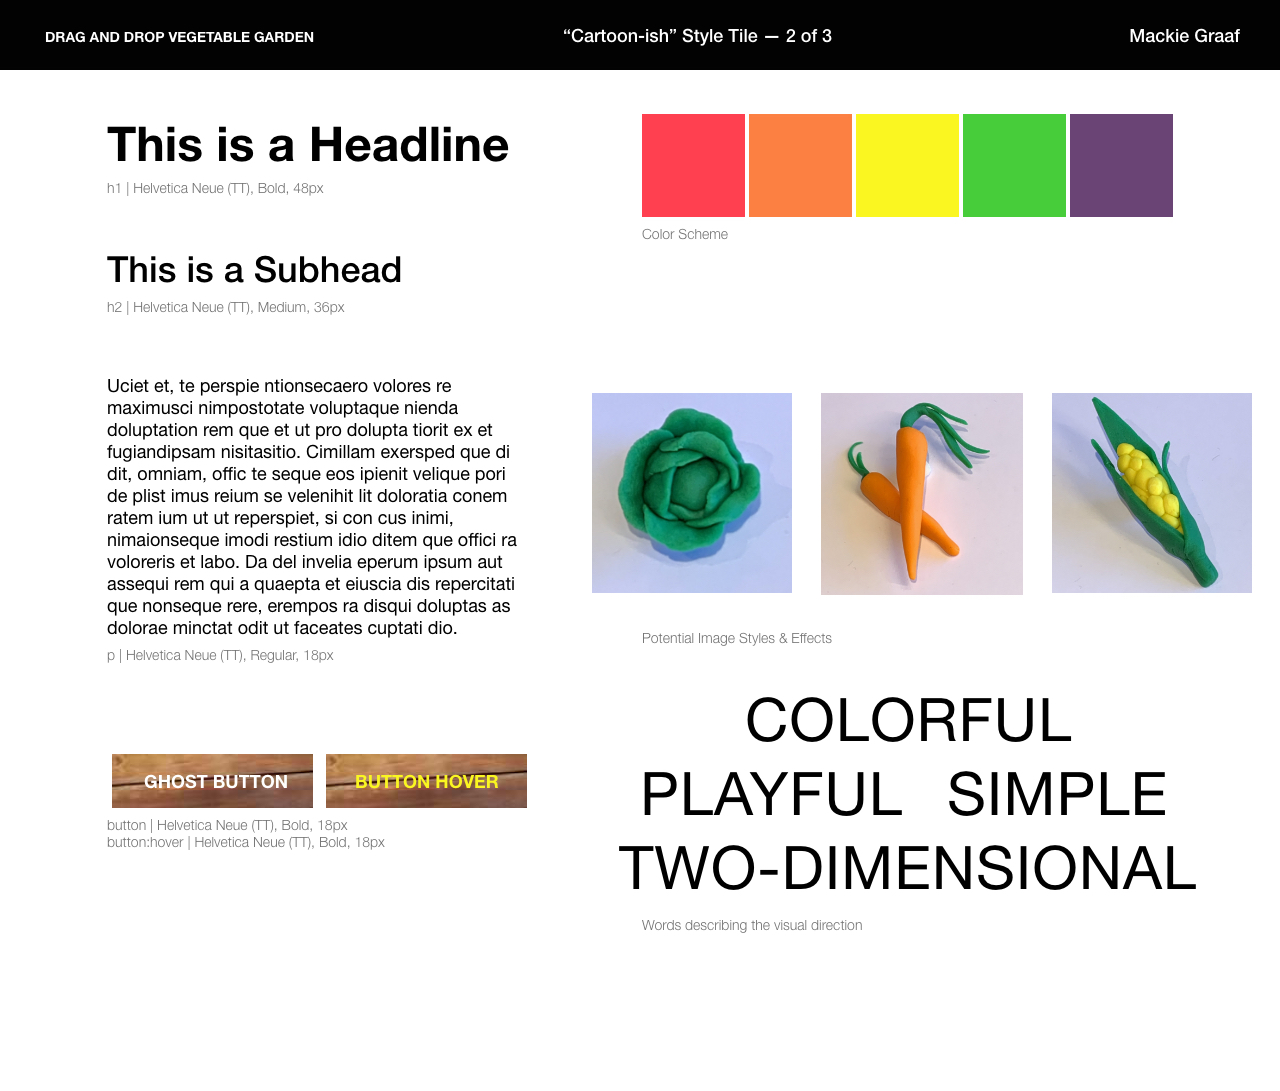 DRAG AND DROP VEGETABLE GARDEN
“Cartoon-ish” Style Tile — 2 of 3
Mackie Graaf
This is a Headline
h1 | Helvetica Neue (TT), Bold, 48px
This is a Subhead
h2 | Helvetica Neue (TT), Medium, 36px
Uciet et, te perspie ntionsecaero volores re
maximusci nimpostotate voluptaque nienda
doluptation rem que et ut pro dolupta tiorit ex et
fugiandipsam nisitasitio. Cimillam exersped que di
dit, omniam, offic te seque eos ipienit velique pori
de plist imus reium se velenihit lit doloratia conem
ratem ium ut ut reperspiet, si con cus inimi,
nimaionseque imodi restium idio ditem que offici ra
voloreris et labo. Da del invelia eperum ipsum aut
assequi rem qui a quaepta et eiuscia dis repercitati
que nonseque rere, erempos ra disqui doluptas as
dolorae minctat odit ut faceates cuptati dio.
p | Helvetica Neue (TT), Regular, 18px
GHOST BUTTON
BUTTON HOVER
button | Helvetica Neue (TT), Bold, 18px
button:hover | Helvetica Neue (TT), Bold, 18px
Color Scheme
Potential Image Styles & Effects
COLORFUL
PLAYFUL SIMPLE
TWO-DIMENSIONAL
Words describing the visual direction